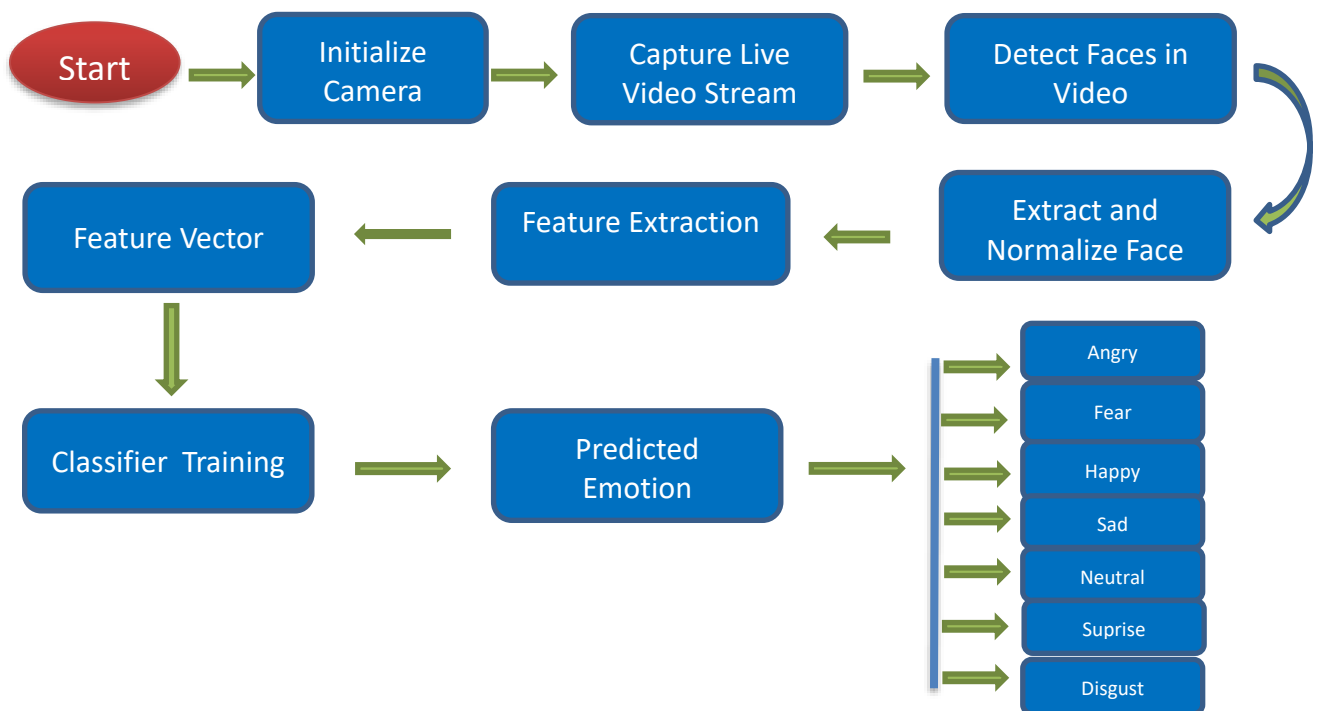 Start
Initialize
Camera
Capture Live
Video Stream
Detect Faces in
Video
Extract and
Normalize Face
Feature Extraction
Feature Vector
Classifier  Training
Predicted
Emotion
Angry
Fear
Happy
Sad
Neutral
Suprise
Disgust